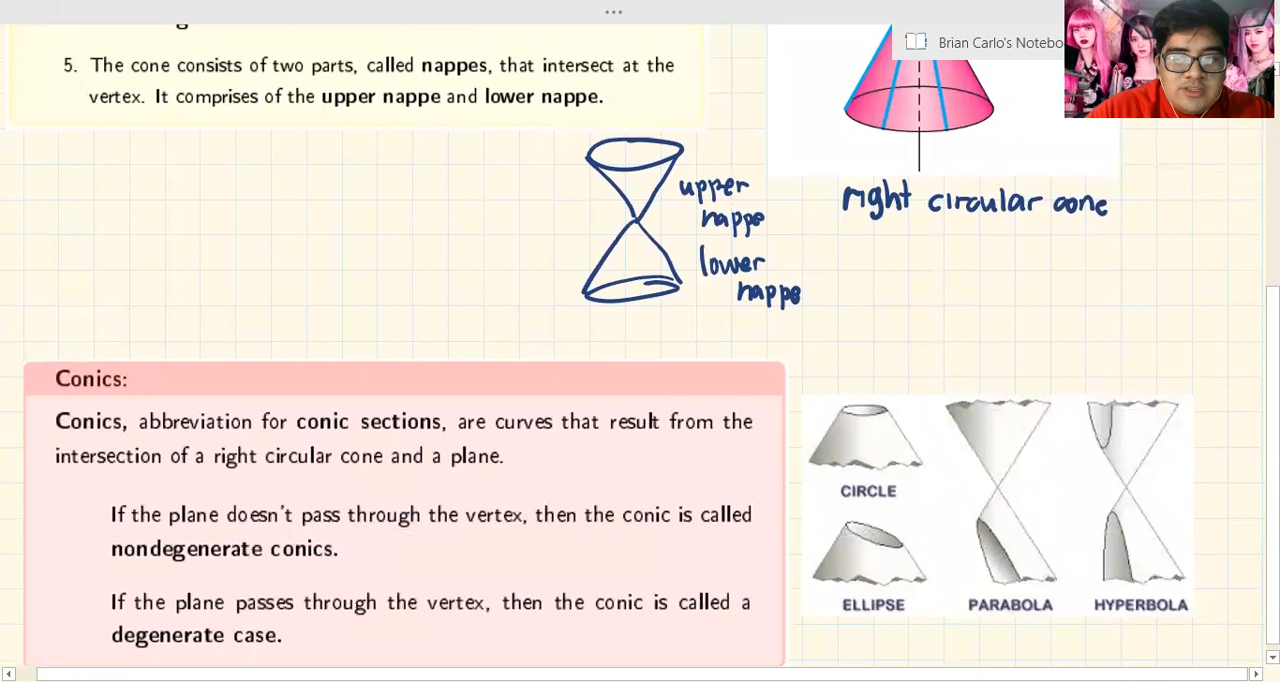 5. The cone consists of two parts, called nappes, that intersect at the
vertex. It comprises of the upper nappe and lower nappe.
Brian Carlo's Notebo
upper
nappe
lower
nappe
right circular cone
Conics:
Conics, abbreviation for conic sections, are curves that result from the
intersection of a right circular cone and a plane.
If the plane doesn't pass through the vertex, then the conic is called
nondegenerate conics.
If the plane passes through the vertex, then the conic is called a
degenerate case.
CIRCLE
ELLIPSE
PARABOLA
HYPERBOLA